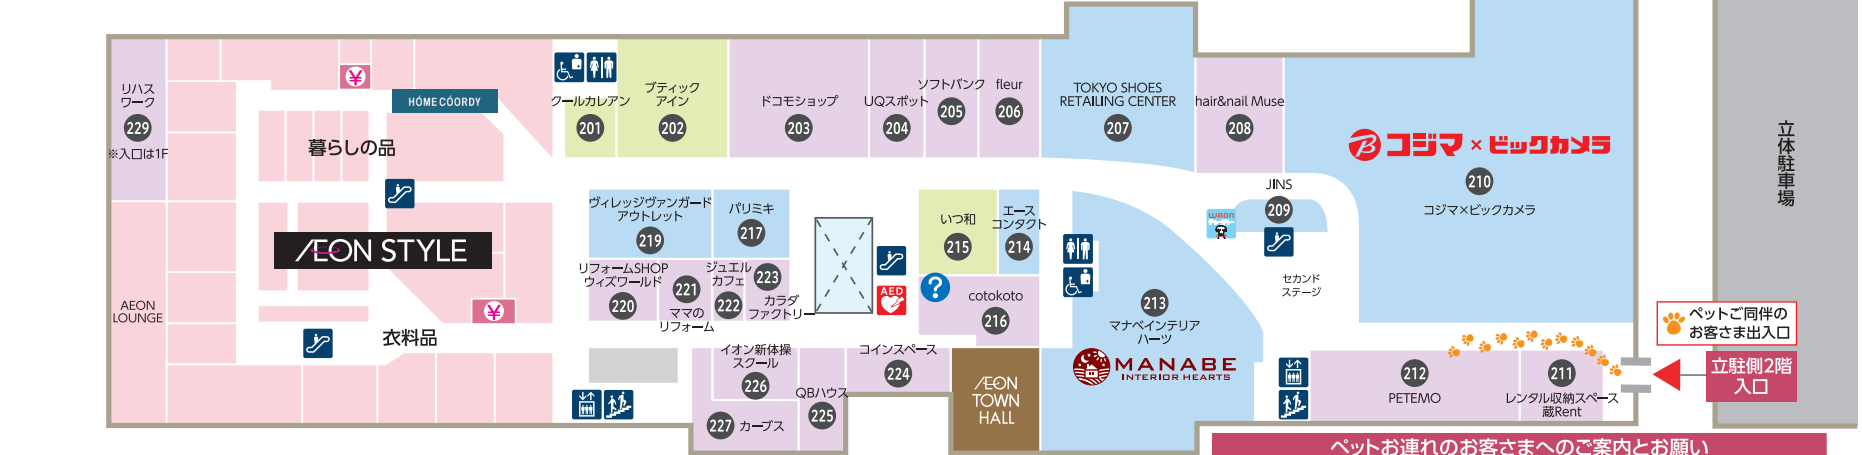 リハス
ワーク
229
※入口は1F
AEON
LOUNGE
¥
HÓME CÓORDY
暮らしの品
ÆON STYLE
¥
衣料品
クールカレアン
201
ブティック
アイン
202
ドコモショップ
203
UQスポット
204
ソフトバンク
205
fleur
206
TOKYO SHOES
RETAILING CENTER
207
hair&nail Muse
208
JINS
209
WAON
コジマ×ビックカメラ
210
コジマ×ビックカメラ
セカンド
ステージ
ヴィレッジヴァンガード
アウトレット
219
パリミキ
217
リフォームSHOP
ウィズワールド
220
221
ママの
リフォーム
ジュエル
カフェ
222
223
カラダ
ファクトリー
AED
?
いつ和
215
エース
コンタクト
214
cotokoto
216
213
マナベインテリア
ハーツ
MANABE
INTERIOR HEARTS
イオン新体操
スクール
226
227 カーブス
QBハウス
225
コインスペース
224
ÆON
TOWN
HALL
212
PETEMO
211
レンタル収納スペース
蔵Rent
立体駐車場
ペットご同伴の
お客さま出入口
立駐側2階
入口
ペットお連れのお客さまへのご案内とお願い